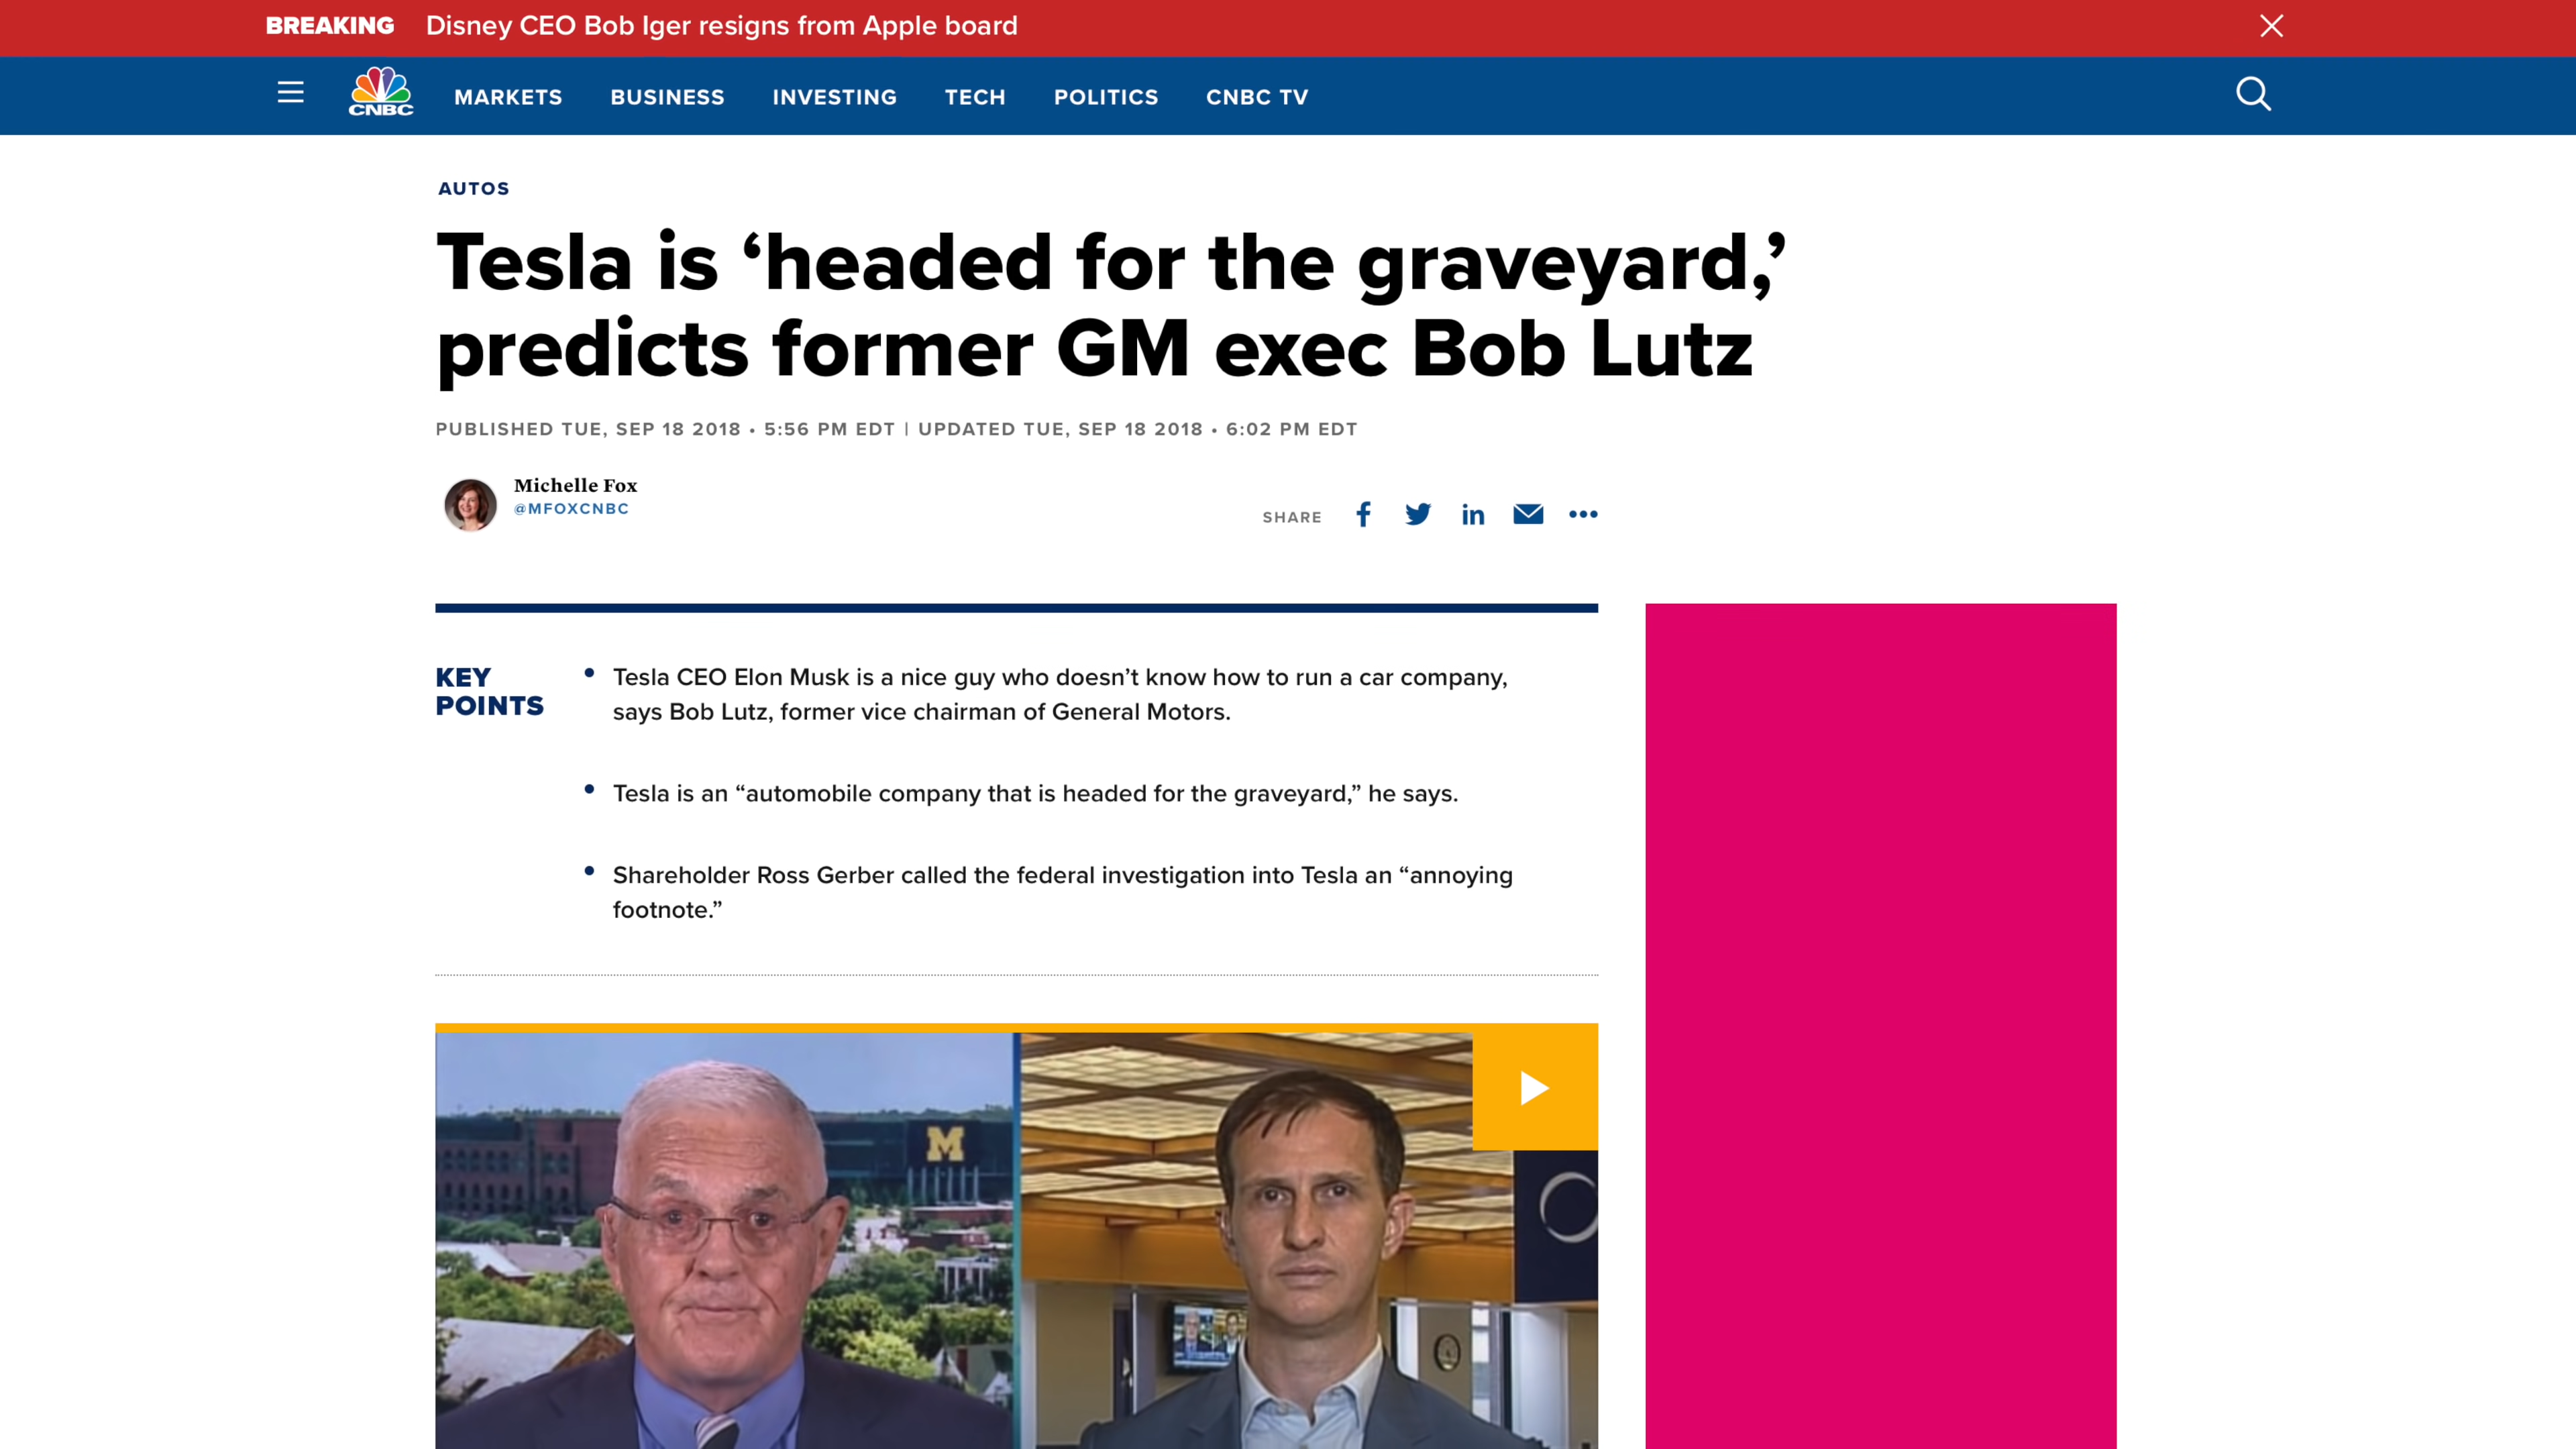 BREAKING Disney CEO Bob Iger resigns from Apple board
CNBC MARKETS BUSINESS INVESTING TECH POLITICS CNBC TV
AUTOS
Tesla is ‘headed for the graveyard,’
predicts former GM exec Bob Lutz
PUBLISHED TUE, SEP 18 2018 • 5:56 PM EDT | UPDATED TUE, SEP 18 2018 • 6:02 PM EDT
Michelle Fox
@MFOXCNBC
SHARE
KEY
POINTS
• Tesla CEO Elon Musk is a nice guy who doesn’t know how to run a car company,
says Bob Lutz, former vice chairman of General Motors.
• Tesla is an “automobile company that is headed for the graveyard,” he says.
• Shareholder Ross Gerber called the federal investigation into Tesla an “annoying
footnote.”
M